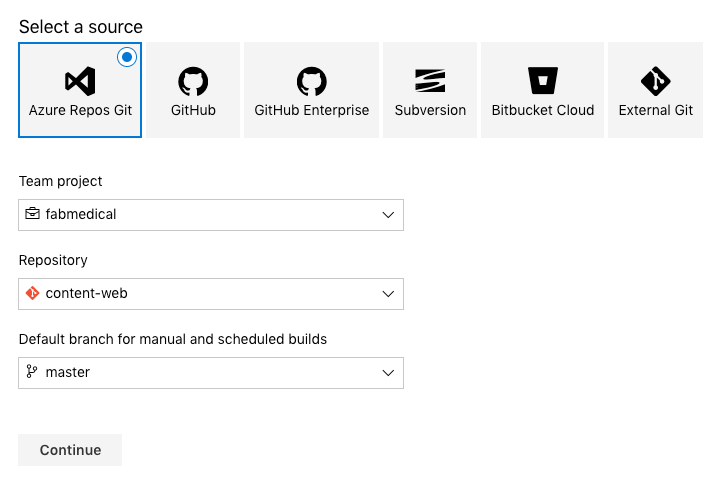 Select a source
Azure Repos Git
GitHub
GitHub Enterprise
Subversion
Bitbucket Cloud
External Git
Team project
fabmedical
Repository
content-web
Default branch for manual and scheduled builds
master
Continue